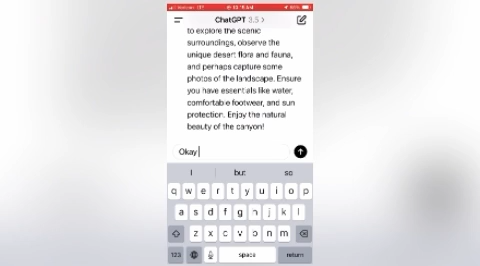 ChatGPT 3.5 >
to explore the scenic
surroundings, observe the
unique desert flora and fauna,
and perhaps capture some
photos of the landscape. Ensure
you have essentials like water,
comfortable footwear, and sun
protection. Enjoy the natural
beauty of the canyon!
Okay
I but so
q w e r t y u i o p
a s d f g h j k l
z x c v b n m
123 space return